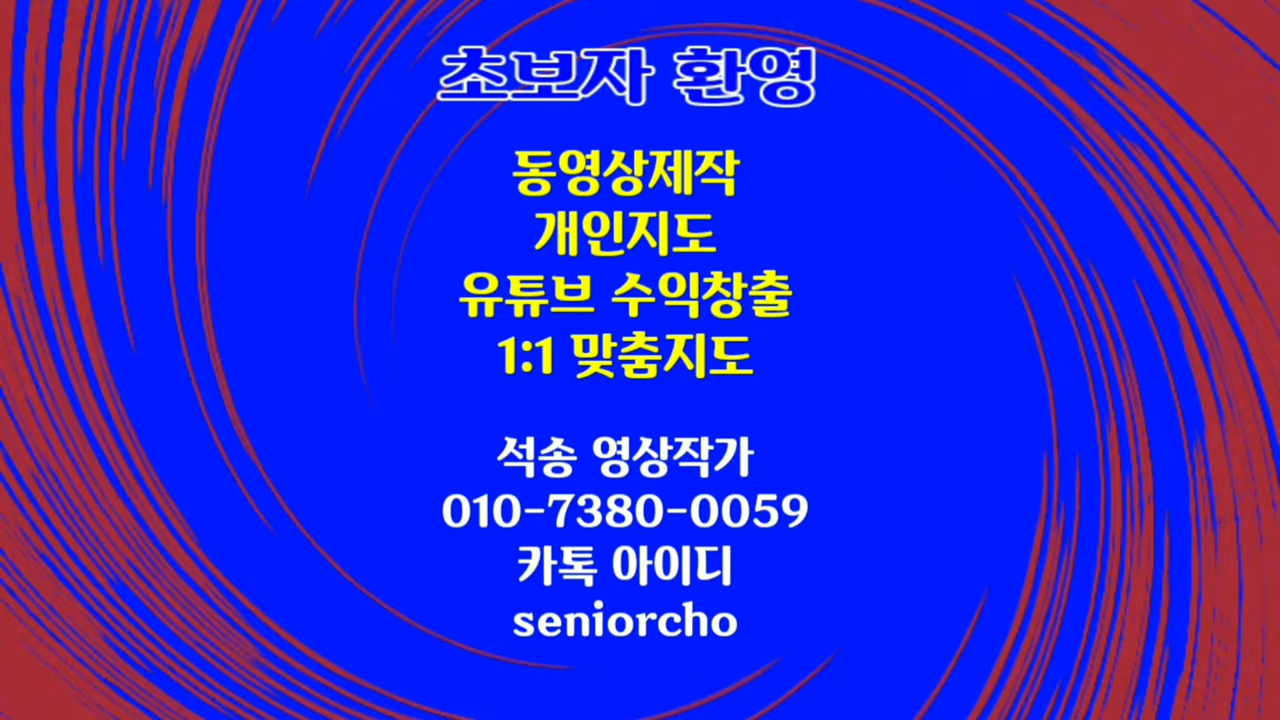 초보자 환영
동영상제작
개인지도
유튜브 수익창출
1:1 맞춤지도
석송 영상작가
010-7380-0059
카톡 아이디
seniorcho